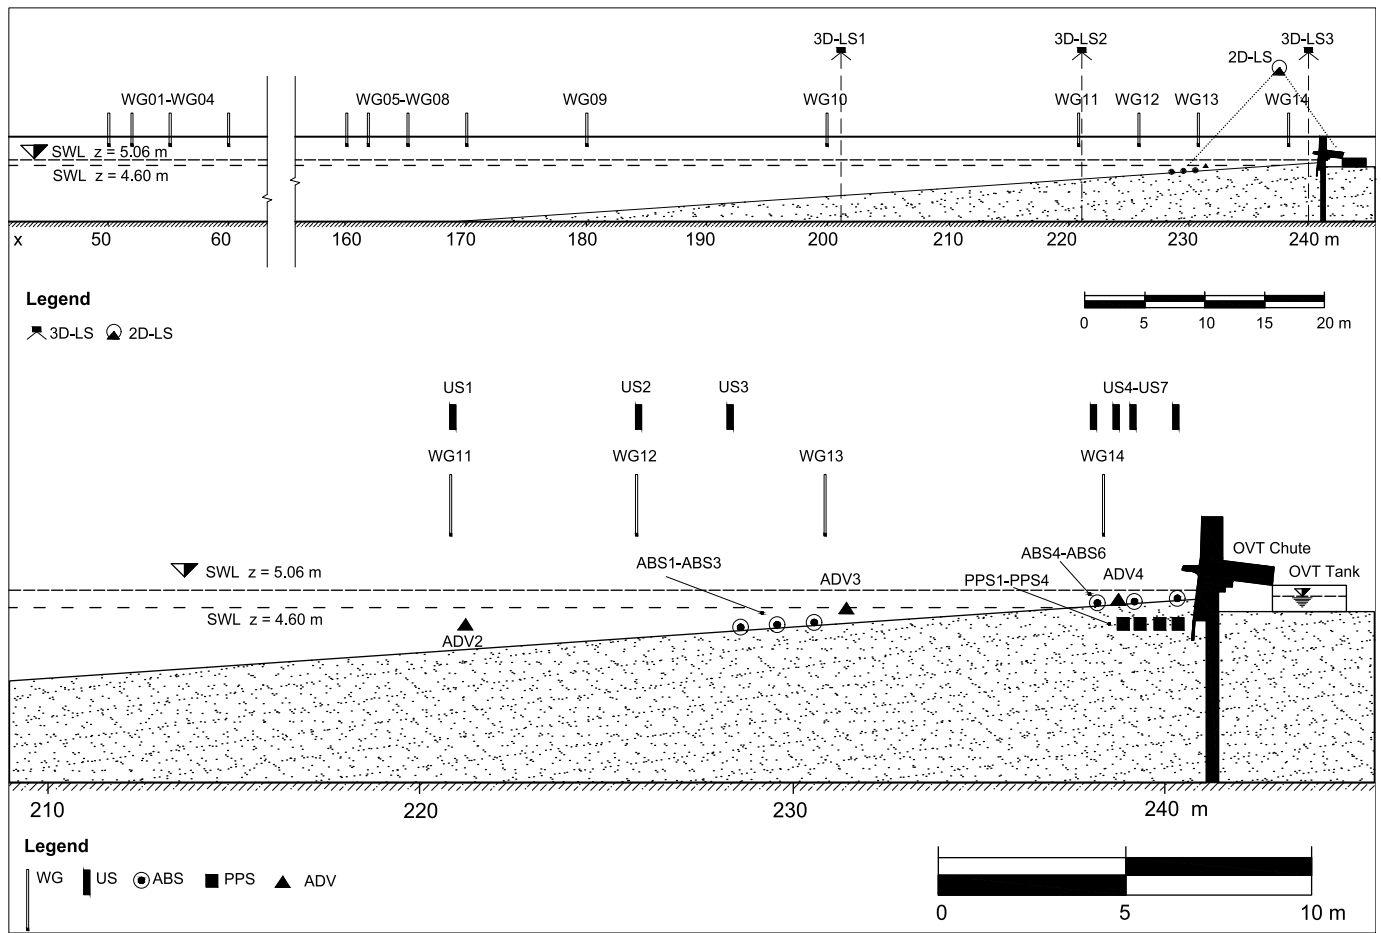 3D-LS1 3D-LS2 3D-LS3
2D-LS
WG01-WG04 WG05-WG08 WG09 WG10 WG11 WG12 WG13 WG14
SWL z = 5.06 m
SWL z = 4.60 m
x 50 60 160 170 180 190 200 210 220 230 240 m
Legend
3D-LS 2D-LS
0 5 10 15 20 m
US1 US2 US3 US4-US7
WG11 WG12 WG13 WG14
OVT Chute
ABS4-ABS6
ABS1-ABS3
SWL z = 5.06 m
ADV3 PPS1-PPS4 ADV4 OVT Tank
SWL z = 4.60 m
ADV2
210 220 230 240 m
Legend
WG US ABS PPS ADV
0 5 10 m